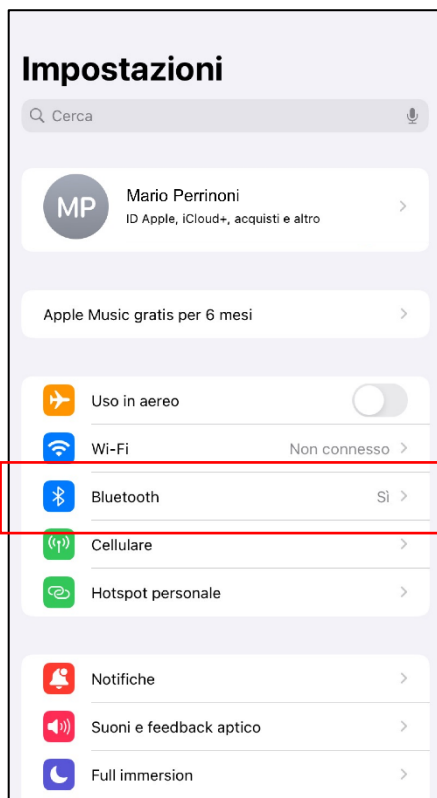 Impostazioni
Cerca
MP
Mario Perrinoni
ID Apple, iCloud+, acquisti e altro
Apple Music gratis per 6 mesi
Uso in aereo
Wi-Fi Non connesso
Bluetooth Sì
Cellulare
Hotspot personale
Notifiche
Suoni e feedback aptico
Full immersion